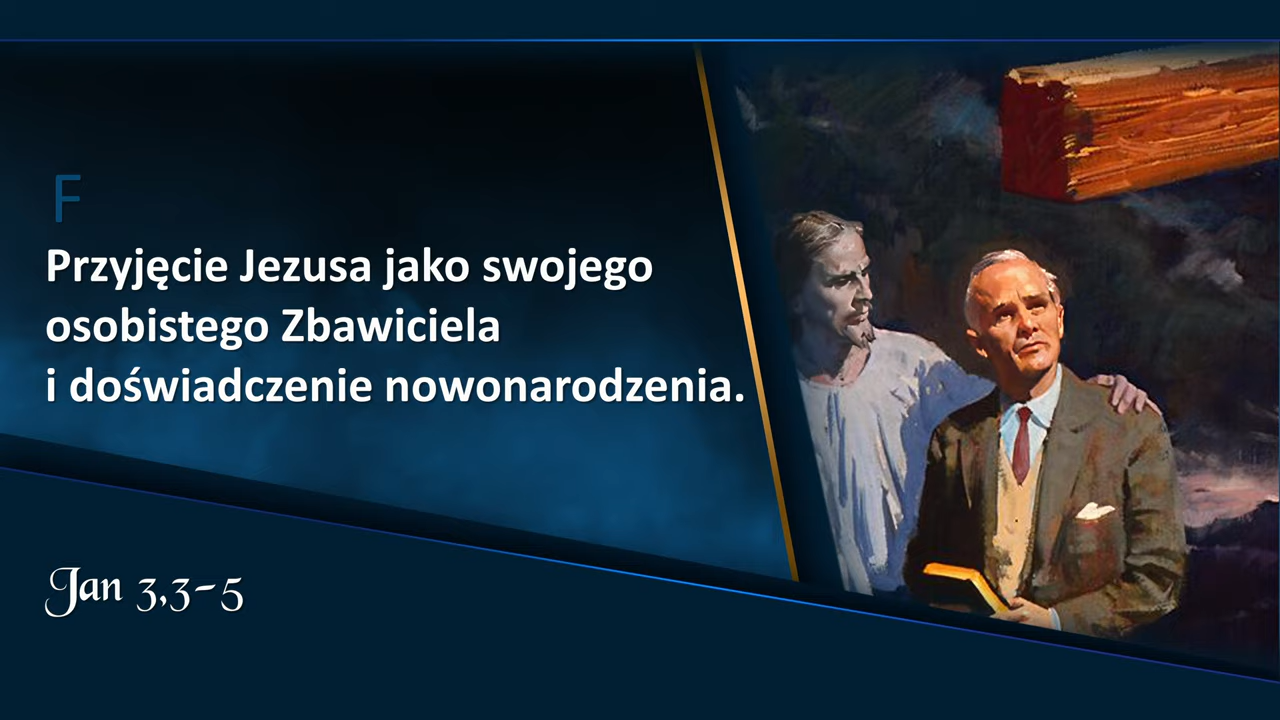 F
Przyjęcie Jezusa jako swojego
osobistego Zbawiciela
i doświadczenie nowonarodzenia.
Jan 3,3-5